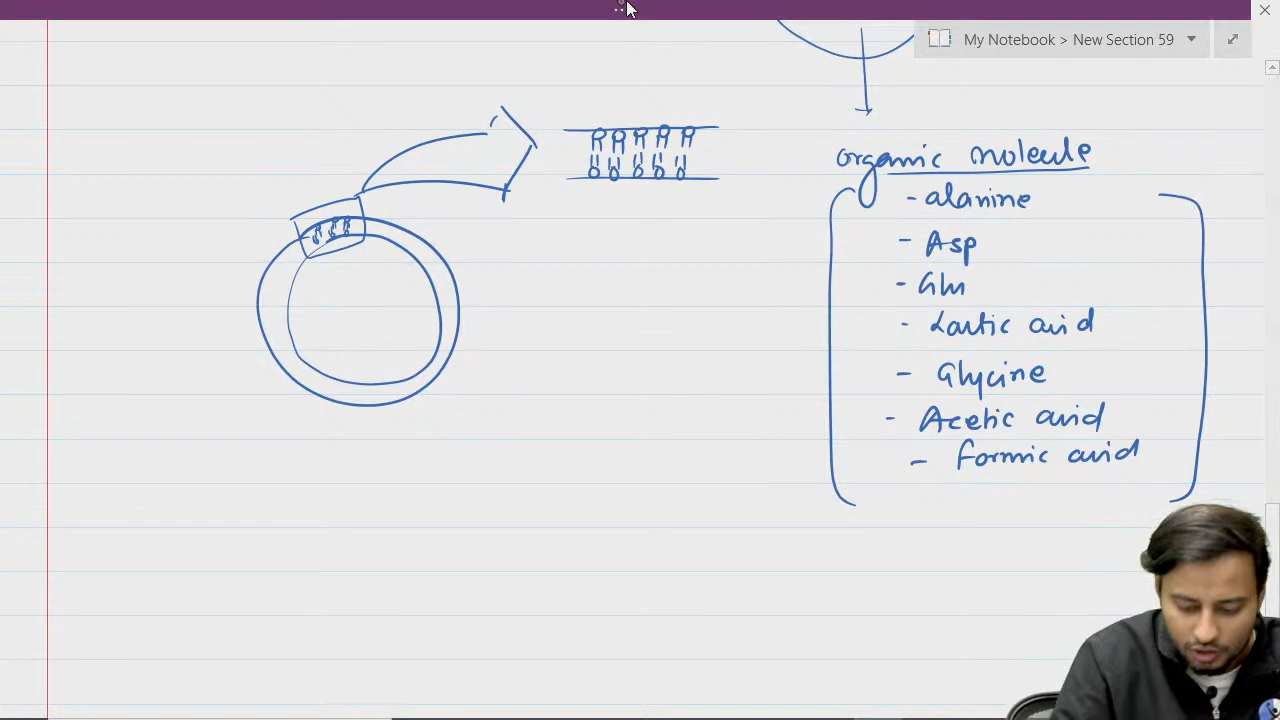 My Notebook > New Section 59
organic molecule
- alanine
- Asp
- Glu
- Lactic acid
- Glycine
- Acetic acid
- formic acid